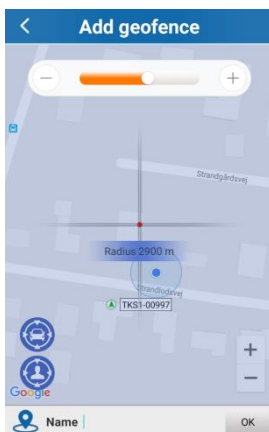 Add geofence
Strandgårdsvej
Radius 2900 m
Strandlodsvej
TKS1-00997
Google
Name
OK